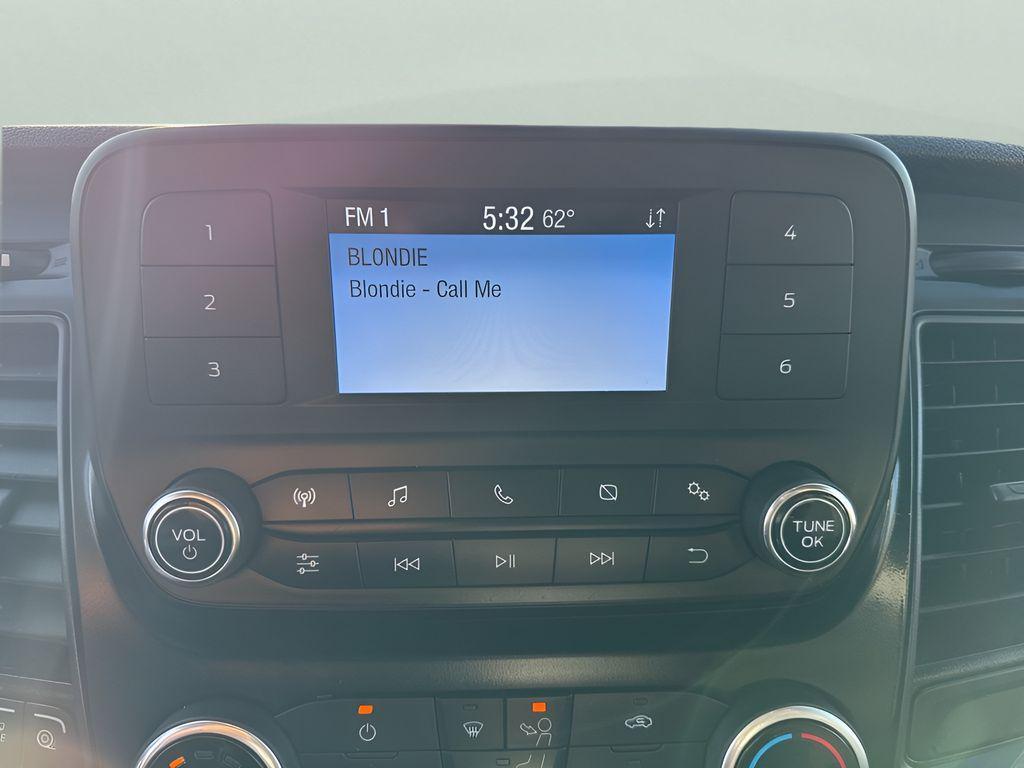 FM 1 5:32 62°
BLONDIE
Blondie - Call Me
1
2
3
4
5
6
VOL
TUNE
OK